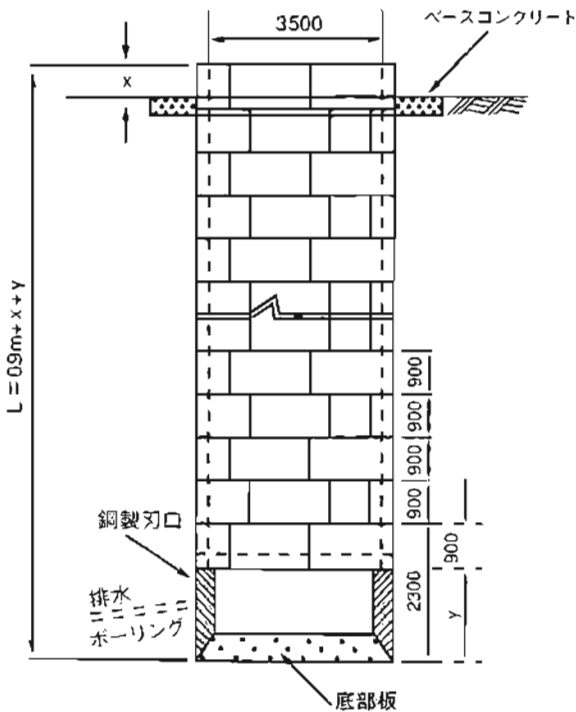 3500
ベースコンクリート
x
L = 0.9m + x + y
900
900
900
900
900
2300
y
鋼製刃口
排水
ボーリング
底部板